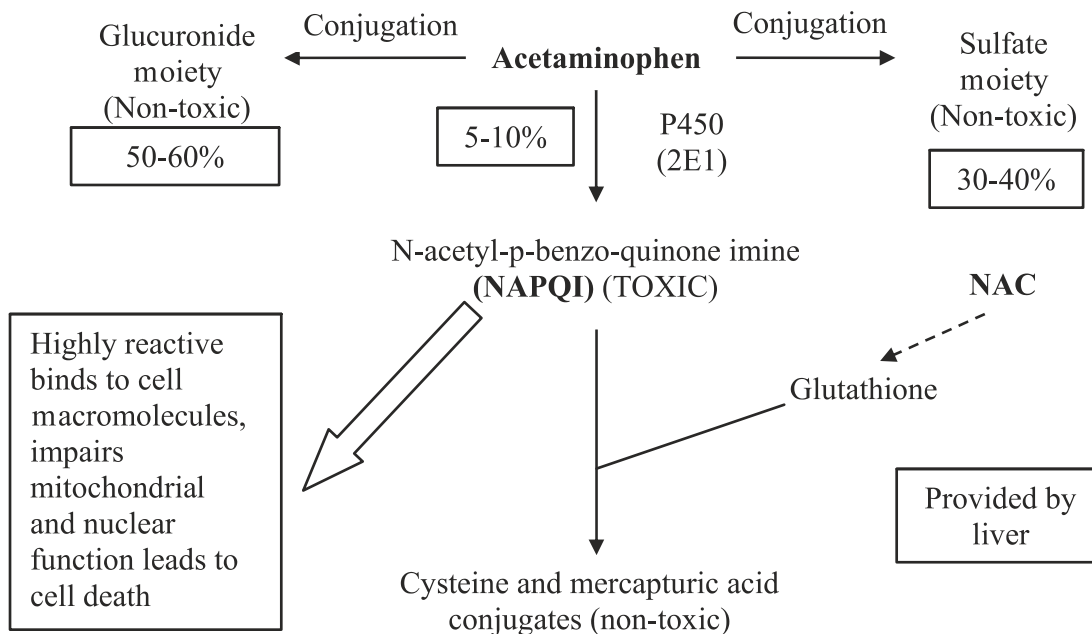 Glucuronide
moiety
(Non-toxic)
50-60%
Conjugation
Acetaminophen
Conjugation
Sulfate
moiety
(Non-toxic)
30-40%
5-10%
P450
(2E1)
N-acetyl-p-benzo-quinone imine
(NAPQI) (TOXIC)
NAC
Glutathione
Highly reactive
binds to cell
macromolecules,
impairs
mitochondrial
and nuclear
function leads to
cell death
Provided by
liver
Cysteine and mercapturic acid
conjugates (non-toxic)